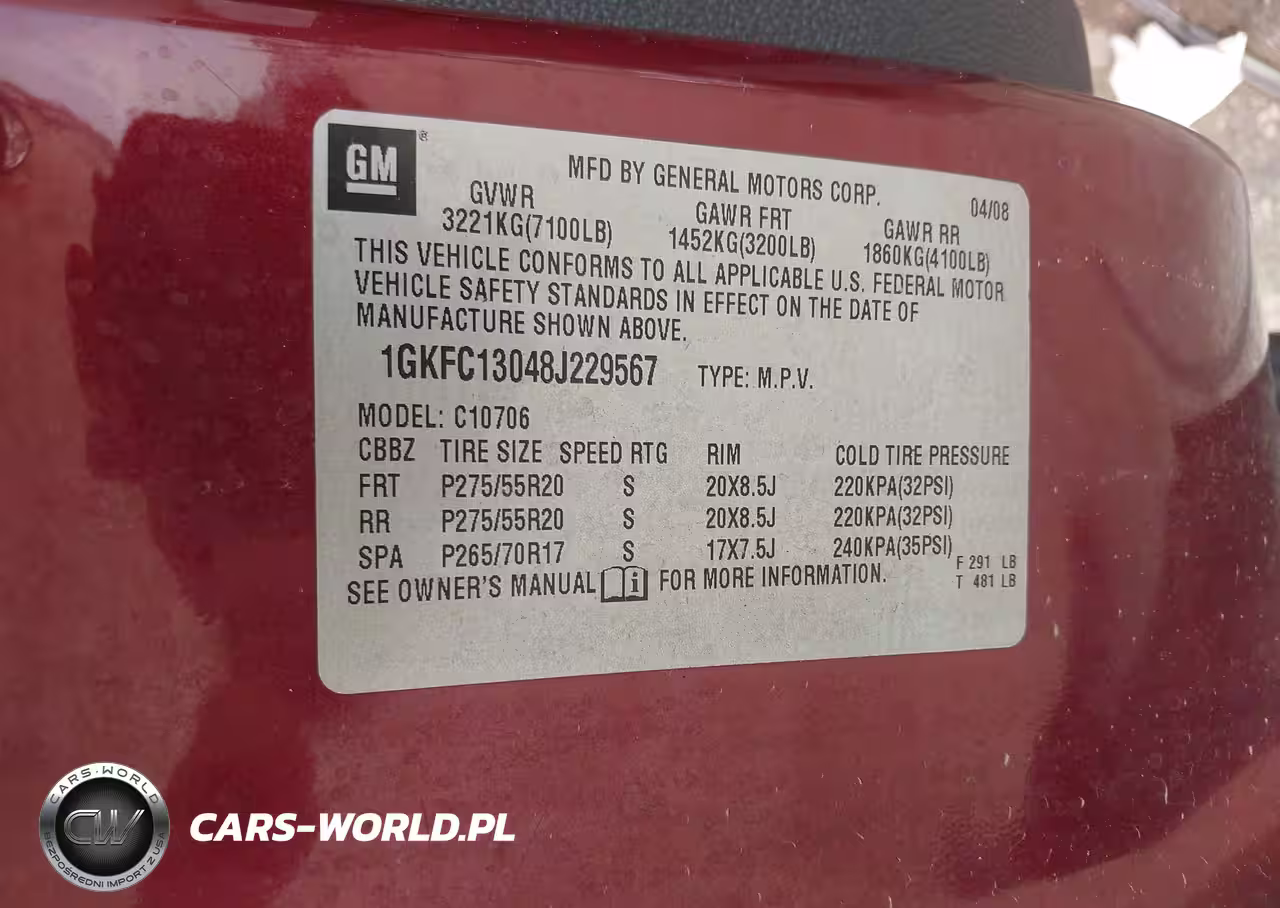 GM®
MFD BY GENERAL MOTORS CORP.
04/08
GVWR GAWR FRT GAWR RR
3221KG(7100LB) 1452KG(3200LB) 1860KG(4100LB)
THIS VEHICLE CONFORMS TO ALL APPLICABLE U.S. FEDERAL MOTOR
VEHICLE SAFETY STANDARDS IN EFFECT ON THE DATE OF
MANUFACTURE SHOWN ABOVE.
1GKFC13048J229567 TYPE: M.P.V.
MODEL: C10706
CBBZ TIRE SIZE SPEED RTG RIM COLD TIRE PRESSURE
FRT P275/55R20 S 20X8.5J 220KPA(32PSI)
RR P275/55R20 S 20X8.5J 220KPA(32PSI)
SPA P265/70R17 S 17X7.5J 240KPA(35PSI)
F 291 LB
T 481 LB
SEE OWNER'S MANUAL i FOR MORE INFORMATION.
CARS-WORLD
CW
BEZPOŚREDNI IMPORT Z USA
CARS-WORLD.PL